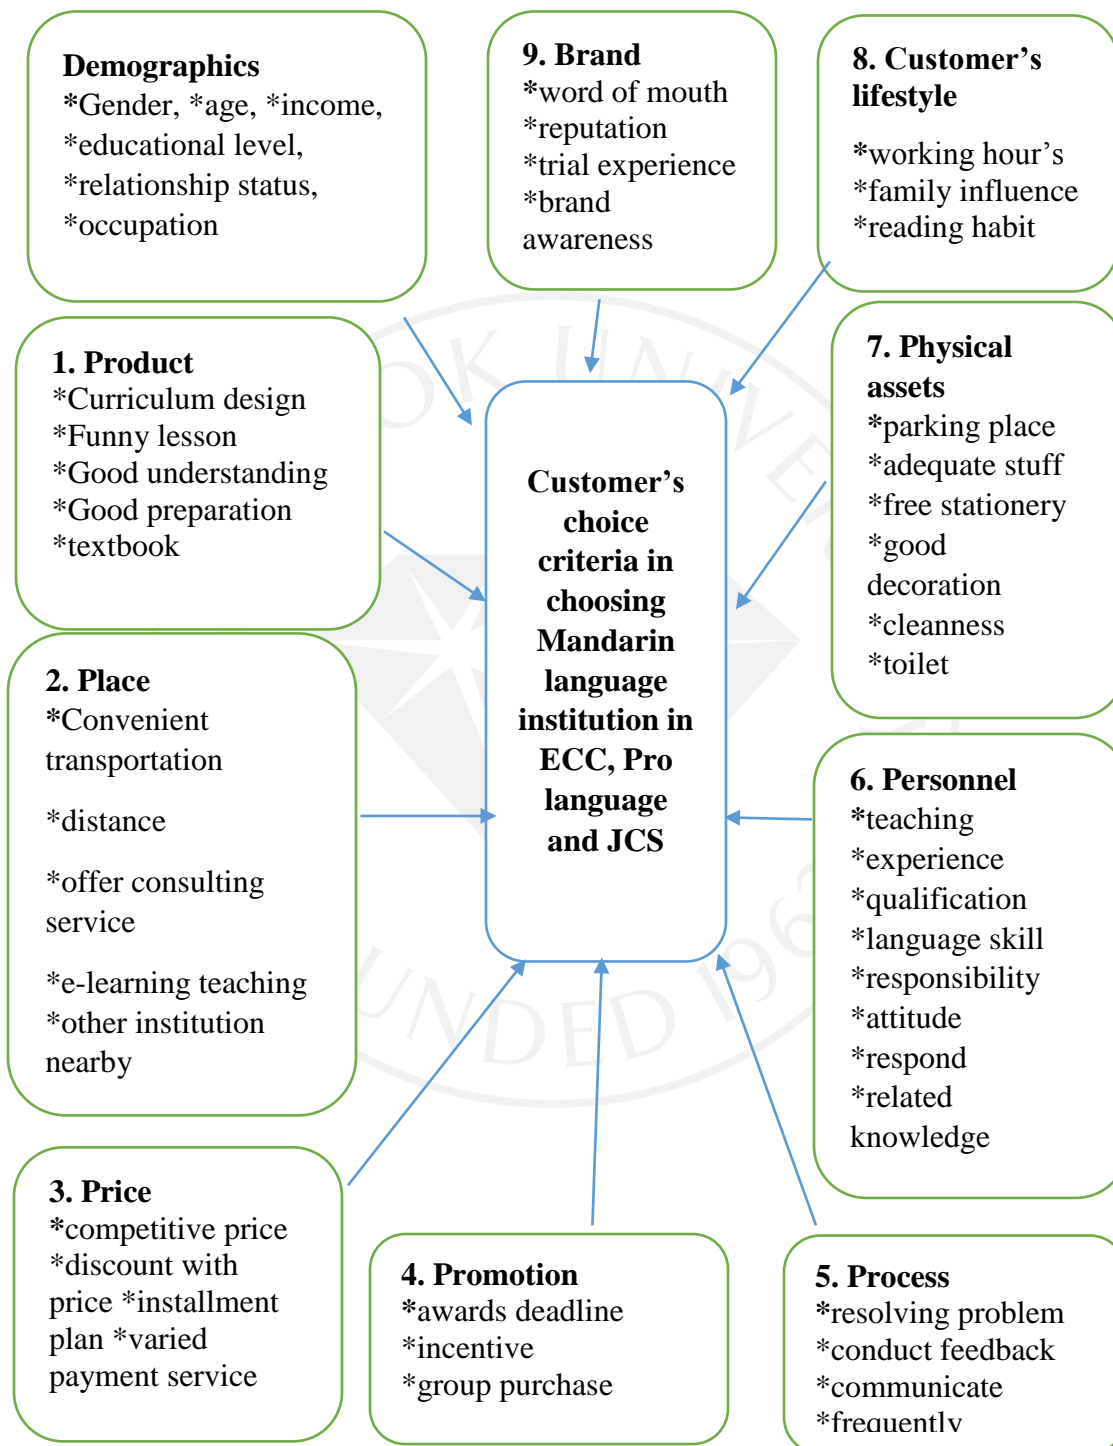 Demographics
*Gender, *age, *income,
*educational level,
*relationship status,
*occupation
9. Brand
*word of mouth
*reputation
*trial experience
*brand
awareness
8. Customer’s
lifestyle
*working hour’s
*family influence
*reading habit
1. Product
*Curriculum design
*Funny lesson
*Good understanding
*Good preparation
*textbook
7. Physical
assets
*parking place
*adequate stuff
*free stationery
*good
decoration
*cleanness
*toilet
Customer’s
choice
criteria in
choosing
Mandarin
language
institution in
ECC, Pro
language
and JCS
2. Place
*Convenient
transportation
*distance
*offer consulting
service
*e-learning teaching
*other institution
nearby
6. Personnel
*teaching
*experience
*qualification
*language skill
*responsibility
*attitude
*respond
*related
knowledge
3. Price
*competitive price
*discount with
price *installment
plan *varied
payment service
4. Promotion
*awards deadline
*incentive
*group purchase
5. Process
*resolving problem
*conduct feedback
*communicate
*frequently